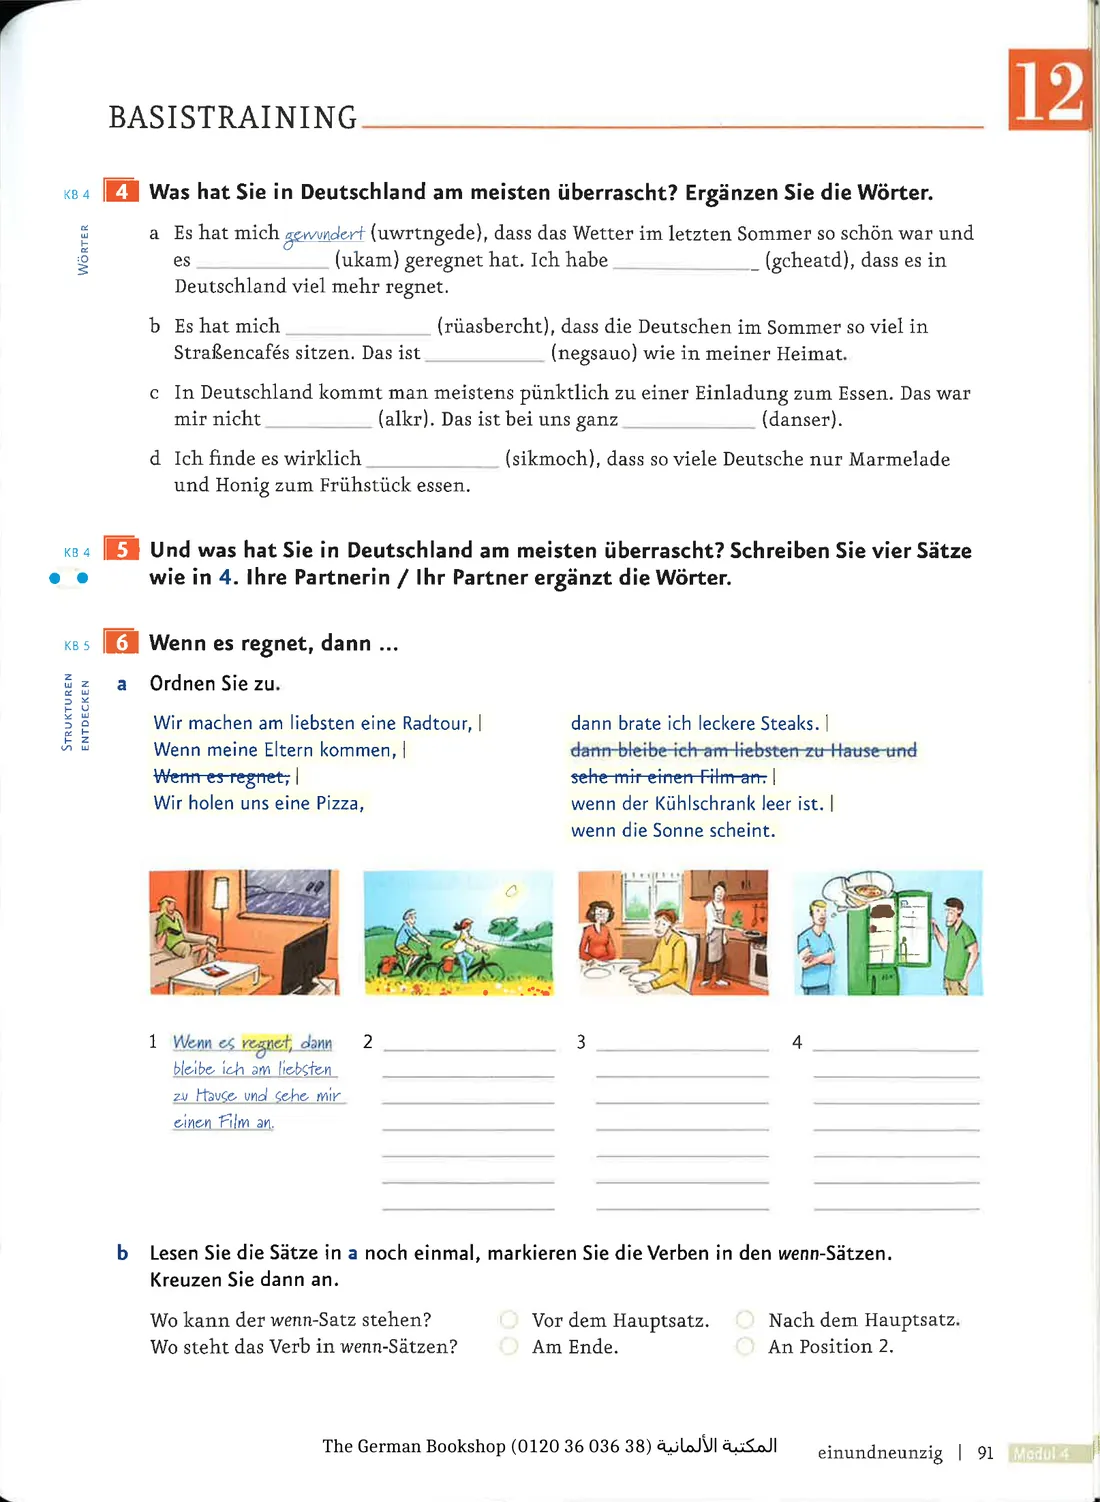 12
BASISTRAINING
KB 4 4 Was hat Sie in Deutschland am meisten überrascht? Ergänzen Sie die Wörter.
WÖRTER
a Es hat mich gewundert (uwrtngede), dass das Wetter im letzten Sommer so schön war und
es ____________ (ukam) geregnet hat. Ich habe ____________ (gcheatd), dass es in
Deutschland viel mehr regnet.
b Es hat mich ____________ (rüasbercht), dass die Deutschen im Sommer so viel in
Straßencafés sitzen. Das ist ____________ (negsauo) wie in meiner Heimat.
c In Deutschland kommt man meistens pünktlich zu einer Einladung zum Essen. Das war
mir nicht ____________ (alkr). Das ist bei uns ganz ____________ (danser).
d Ich finde es wirklich ____________ (sikmoch), dass so viele Deutsche nur Marmelade
und Honig zum Frühstück essen.
KB 4 5 Und was hat Sie in Deutschland am meisten überrascht? Schreiben Sie vier Sätze
wie in 4. Ihre Partnerin / Ihr Partner ergänzt die Wörter.
KB 5 6 Wenn es regnet, dann ...
STRUKTUREN
ENTDECKEN
a Ordnen Sie zu.
Wir machen am liebsten eine Radtour, |
Wenn meine Eltern kommen, |
Wenn es regnet, |
Wir holen uns eine Pizza,
dann brate ich leckere Steaks. |
dann bleibe ich am liebsten zu Hause und
sehe mir einen Film an. |
wenn der Kühlschrank leer ist. |
wenn die Sonne scheint.
1 Wenn es regnet, dann
bleibe ich am liebsten
zu Hause und sehe mir
einen Film an.
2
3
4
b Lesen Sie die Sätze in a noch einmal, markieren Sie die Verben in den wenn-Sätzen.
Kreuzen Sie dann an.
Wo kann der wenn-Satz stehen? Vor dem Hauptsatz. Nach dem Hauptsatz.
Wo steht das Verb in wenn-Sätzen? Am Ende. An Position 2.
The German Bookshop (0120 36 036 38) المكتبة الألمانية
einundneunzig | 91 Modul 4